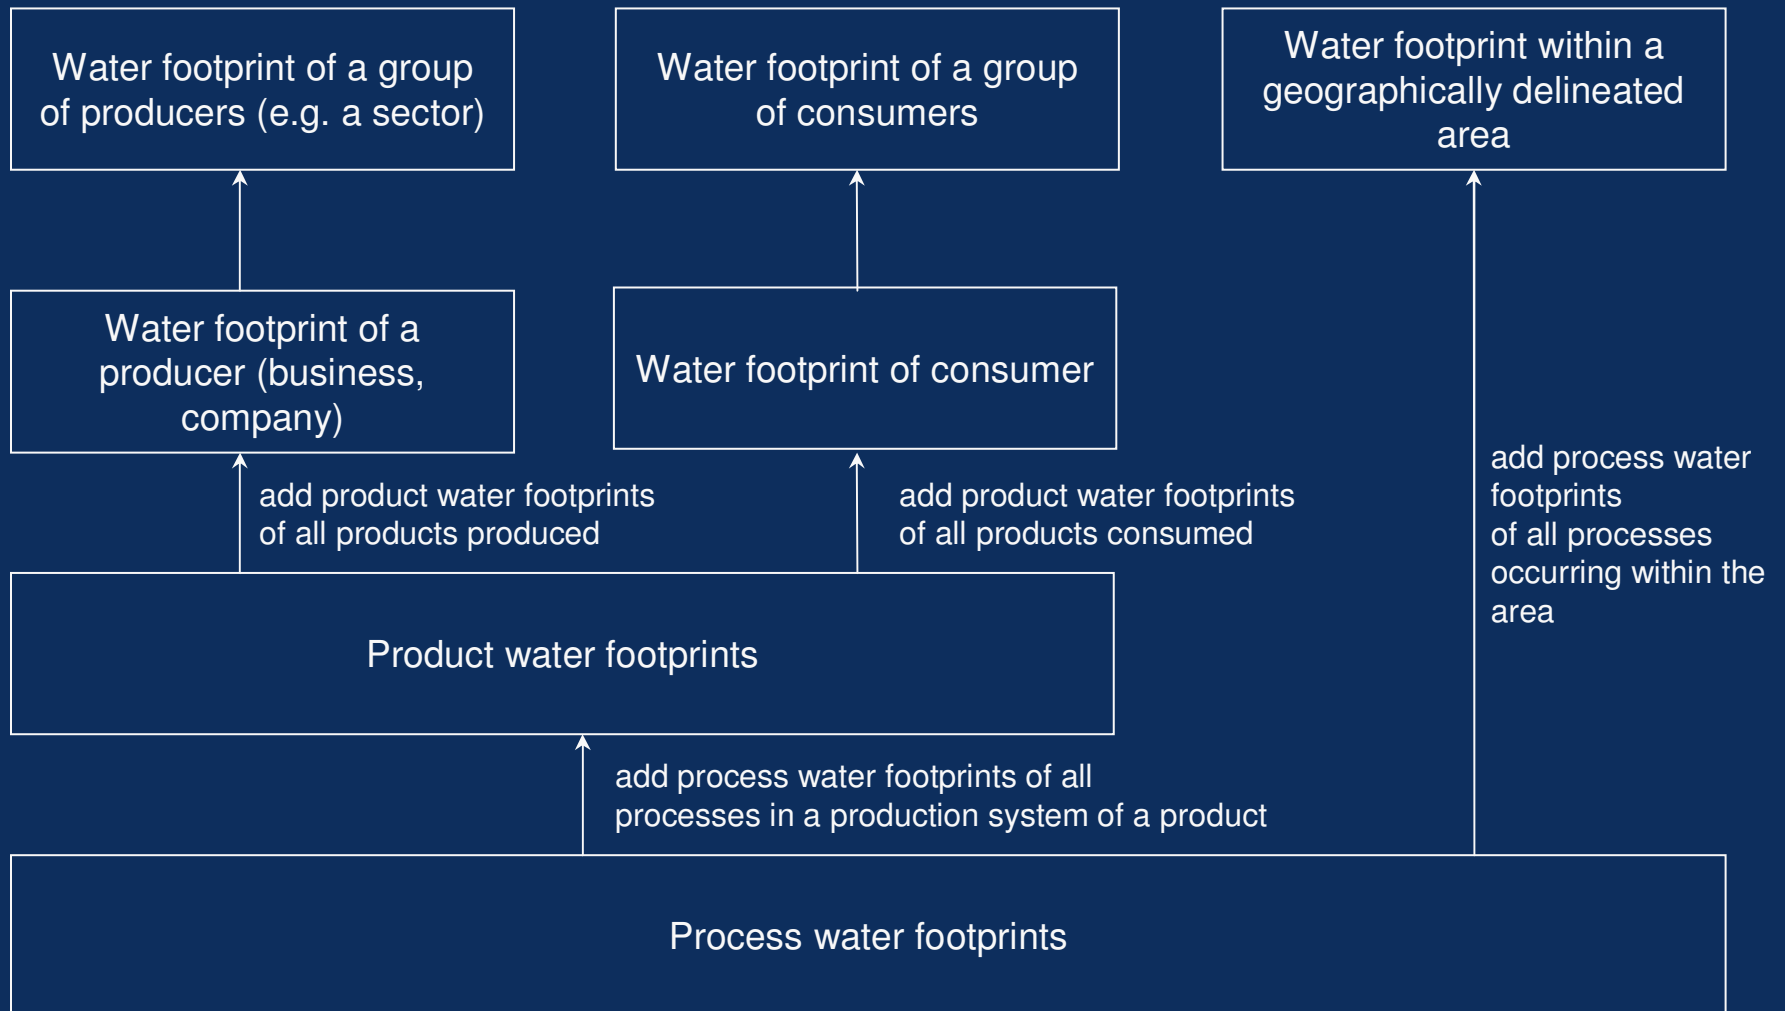 Water footprint of a group
of producers (e.g. a sector)
Water footprint of a group
of consumers
Water footprint within a
geographically delineated
area
Water footprint of a
producer (business,
company)
Water footprint of consumer
add process water
footprints
of all processes
occurring within the
area
add product water footprints
of all products produced
add product water footprints
of all products consumed
Product water footprints
add process water footprints of all
processes in a production system of a product
Process water footprints